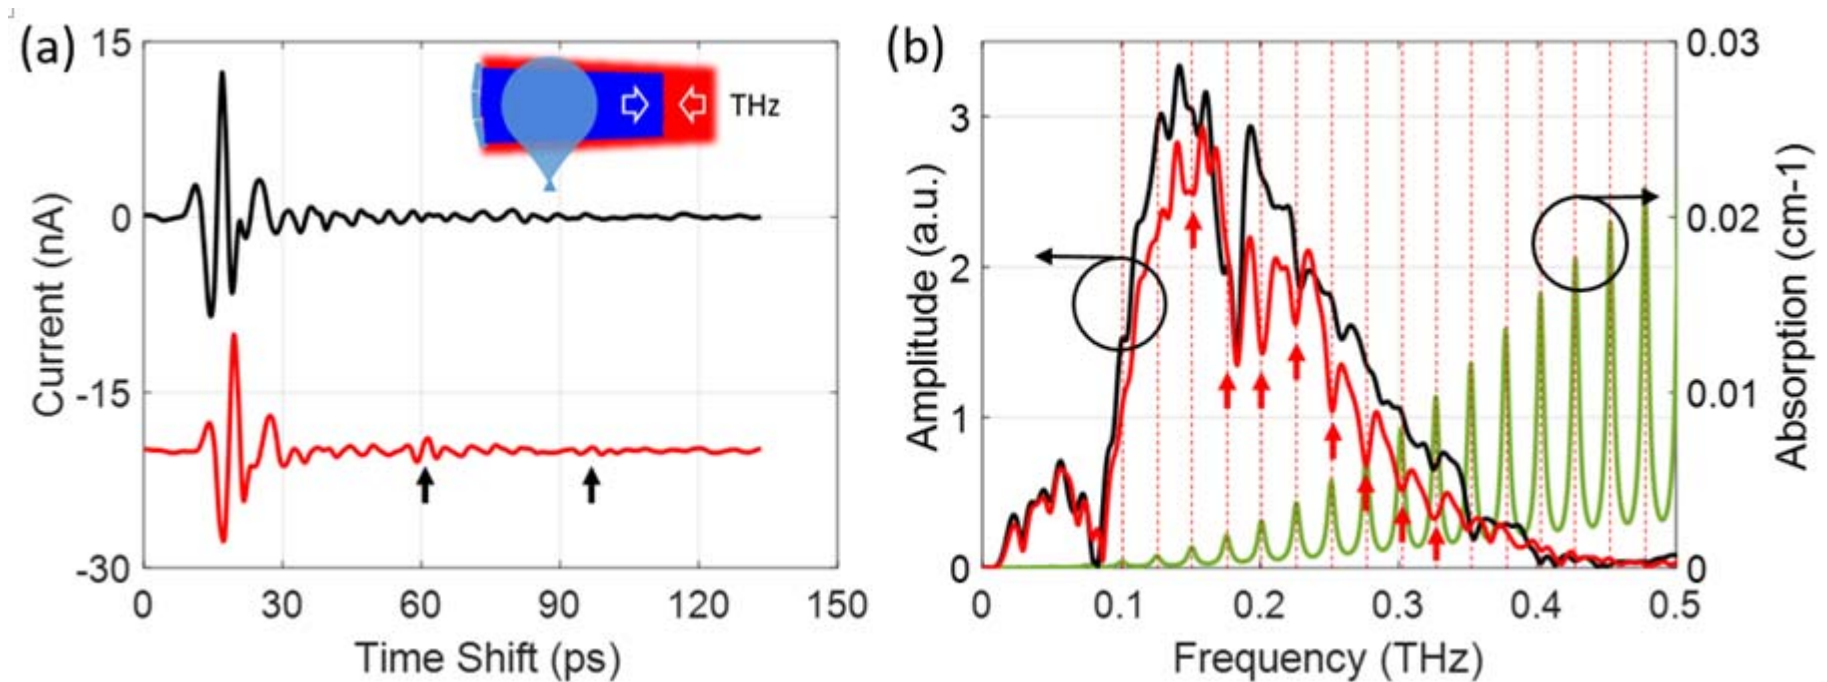 (a)
15
0
-15
-30
Current (nA)
THz
0 30 60 90 120 150
Time Shift (ps)
(b)
3
2
1
0
Amplitude (a.u.)
0.03
0.02
0.01
0
Absorption (cm-1)
0 0.1 0.2 0.3 0.4 0.5
Frequency (THz)